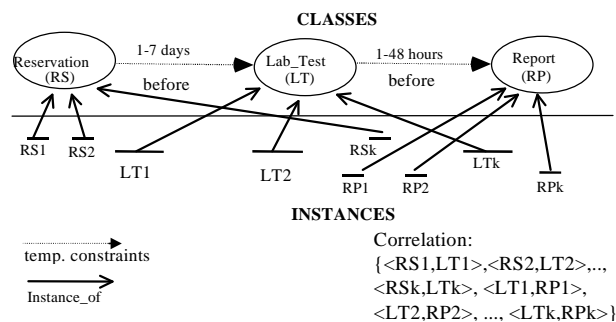 CLASSES
1-7 days
1-48 hours
Reservation
(RS)
Lab_Test
(LT)
Report
(RP)
before
before
RS1
RS2
LT1
LT2
RSk
RP1
RP2
LTk
RPk
INSTANCES
temp. constraints
Instance_of
Correlation:
{<RS1,LT1>,<RS2,LT2>,..,
<RSk,LTk>, <LT1,RP1>,
<LT2,RP2>, ..., <LTk,RPk>}